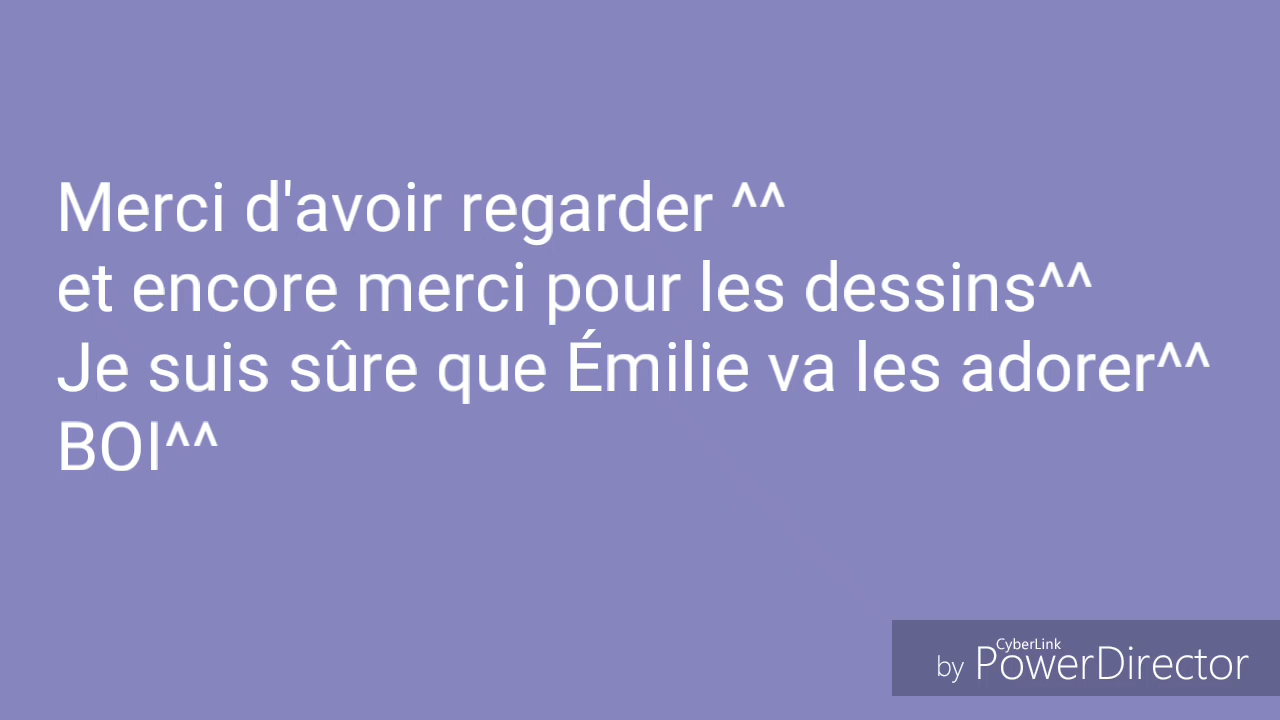 Merci d'avoir regarder ^^
et encore merci pour les dessins^^
Je suis sûre que Émilie va les adorer^^
BOI^^
CyberLink
by PowerDirector